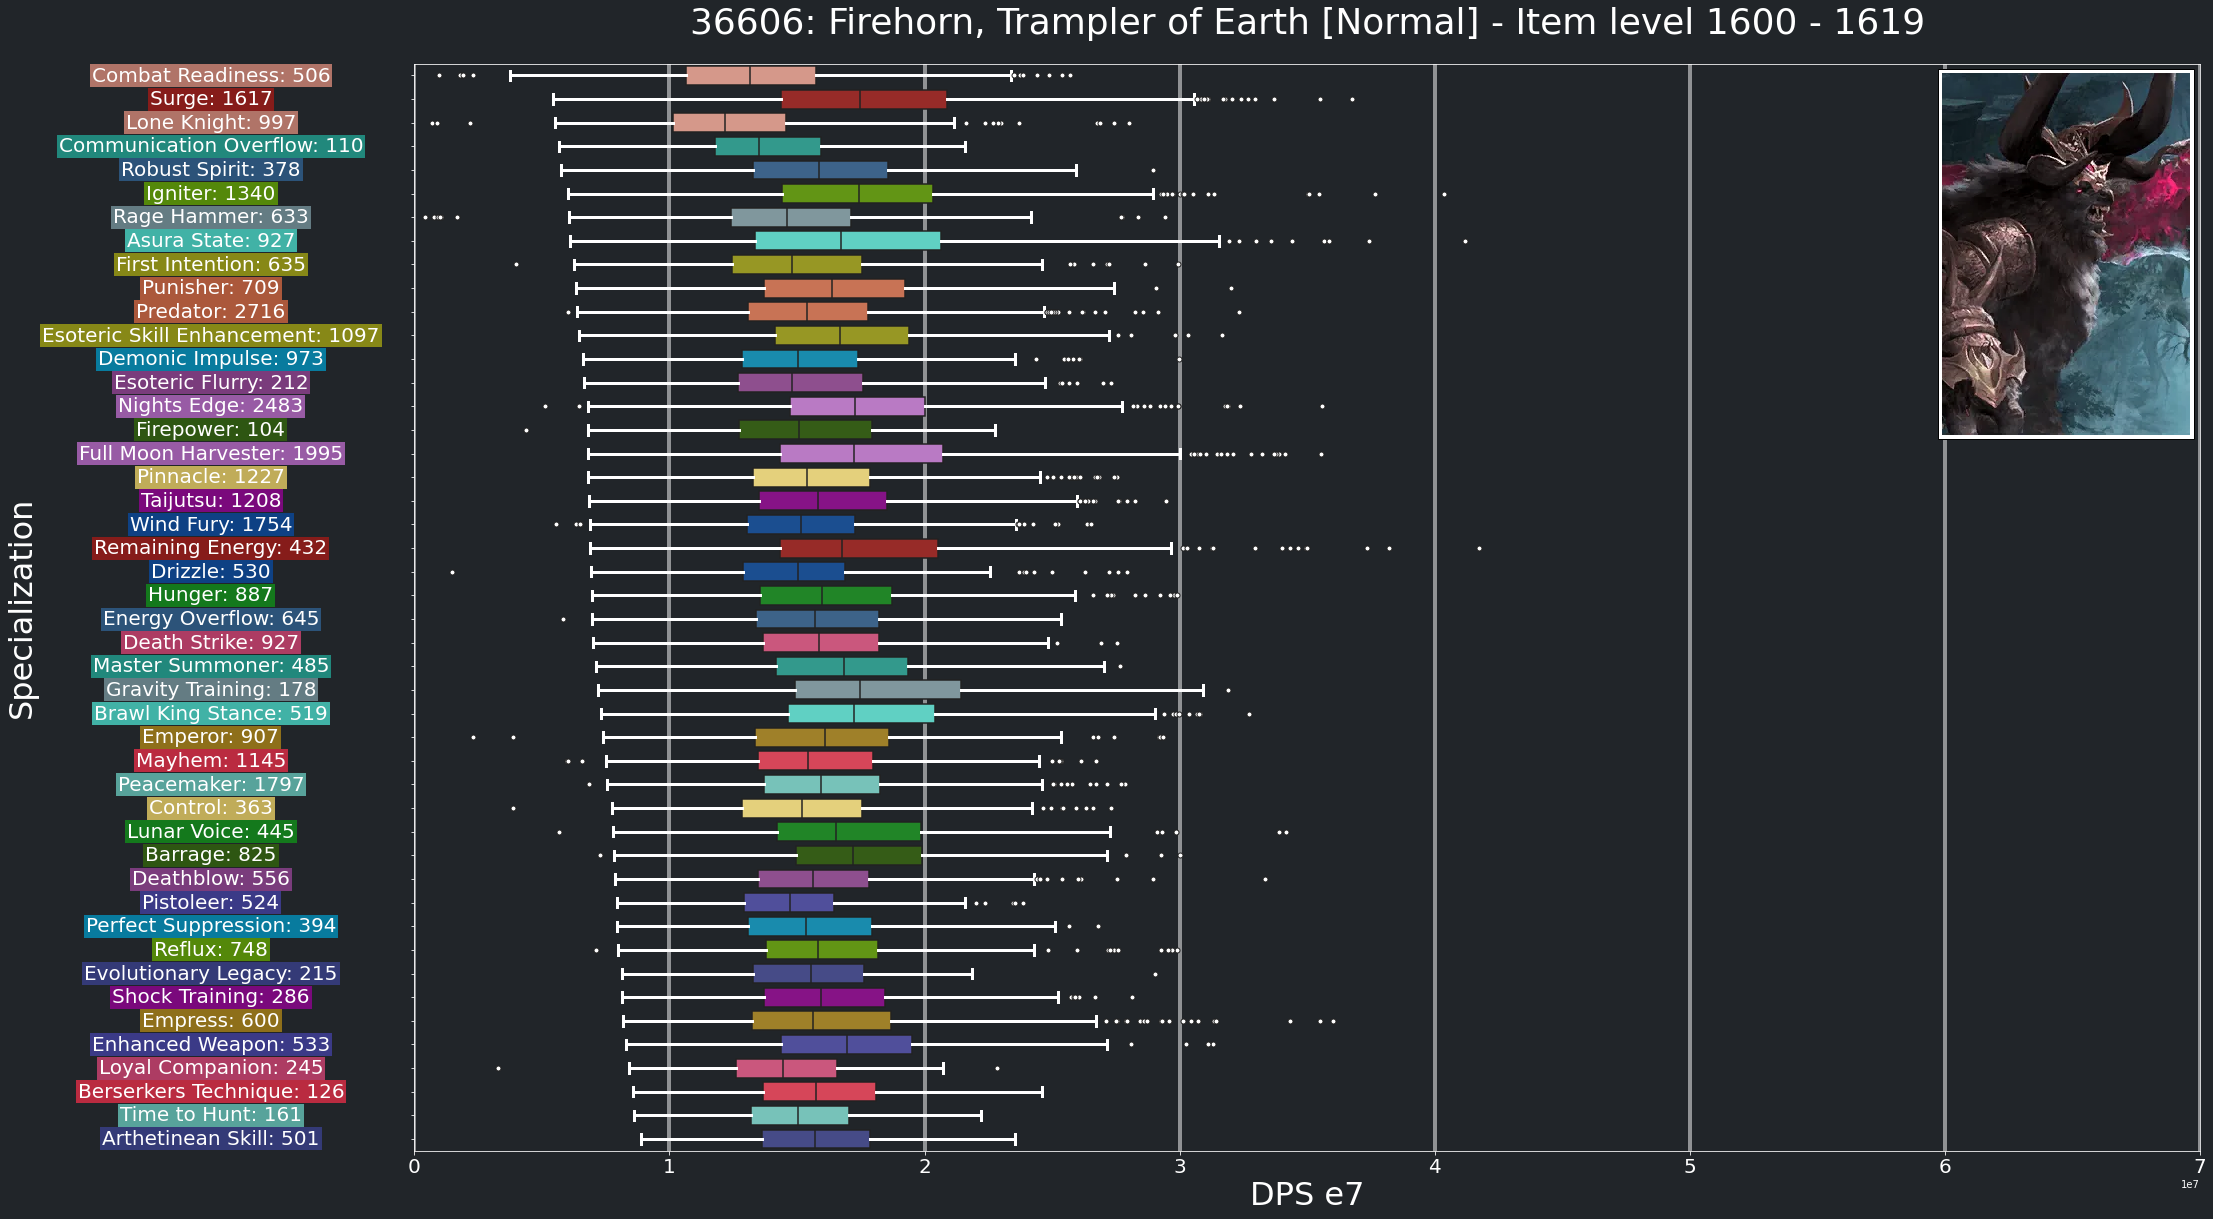 36606: Firehorn, Trampler of Earth [Normal] - Item level 1600 - 1619
Combat Readiness: 506
Surge: 1617
Lone Knight: 997
Communication Overflow: 110
Robust Spirit: 378
Igniter: 1340
Rage Hammer: 633
Asura State: 927
First Intention: 635
Punisher: 709
Predator: 2716
Esoteric Skill Enhancement: 1097
Demonic Impulse: 973
Esoteric Flurry: 212
Nights Edge: 2483
Firepower: 104
Full Moon Harvester: 1995
Pinnacle: 1227
Taijutsu: 1208
Wind Fury: 1754
Remaining Energy: 432
Drizzle: 530
Hunger: 887
Energy Overflow: 645
Death Strike: 927
Master Summoner: 485
Gravity Training: 178
Brawl King Stance: 519
Emperor: 907
Mayhem: 1145
Peacemaker: 1797
Control: 363
Lunar Voice: 445
Barrage: 825
Deathblow: 556
Pistoleer: 524
Perfect Suppression: 394
Reflux: 748
Evolutionary Legacy: 215
Shock Training: 286
Empress: 600
Enhanced Weapon: 533
Loyal Companion: 245
Berserkers Technique: 126
Time to Hunt: 161
Arthetinean Skill: 501
Specialization
0 1 2 3 4 5 6 7
1e7
DPS e7